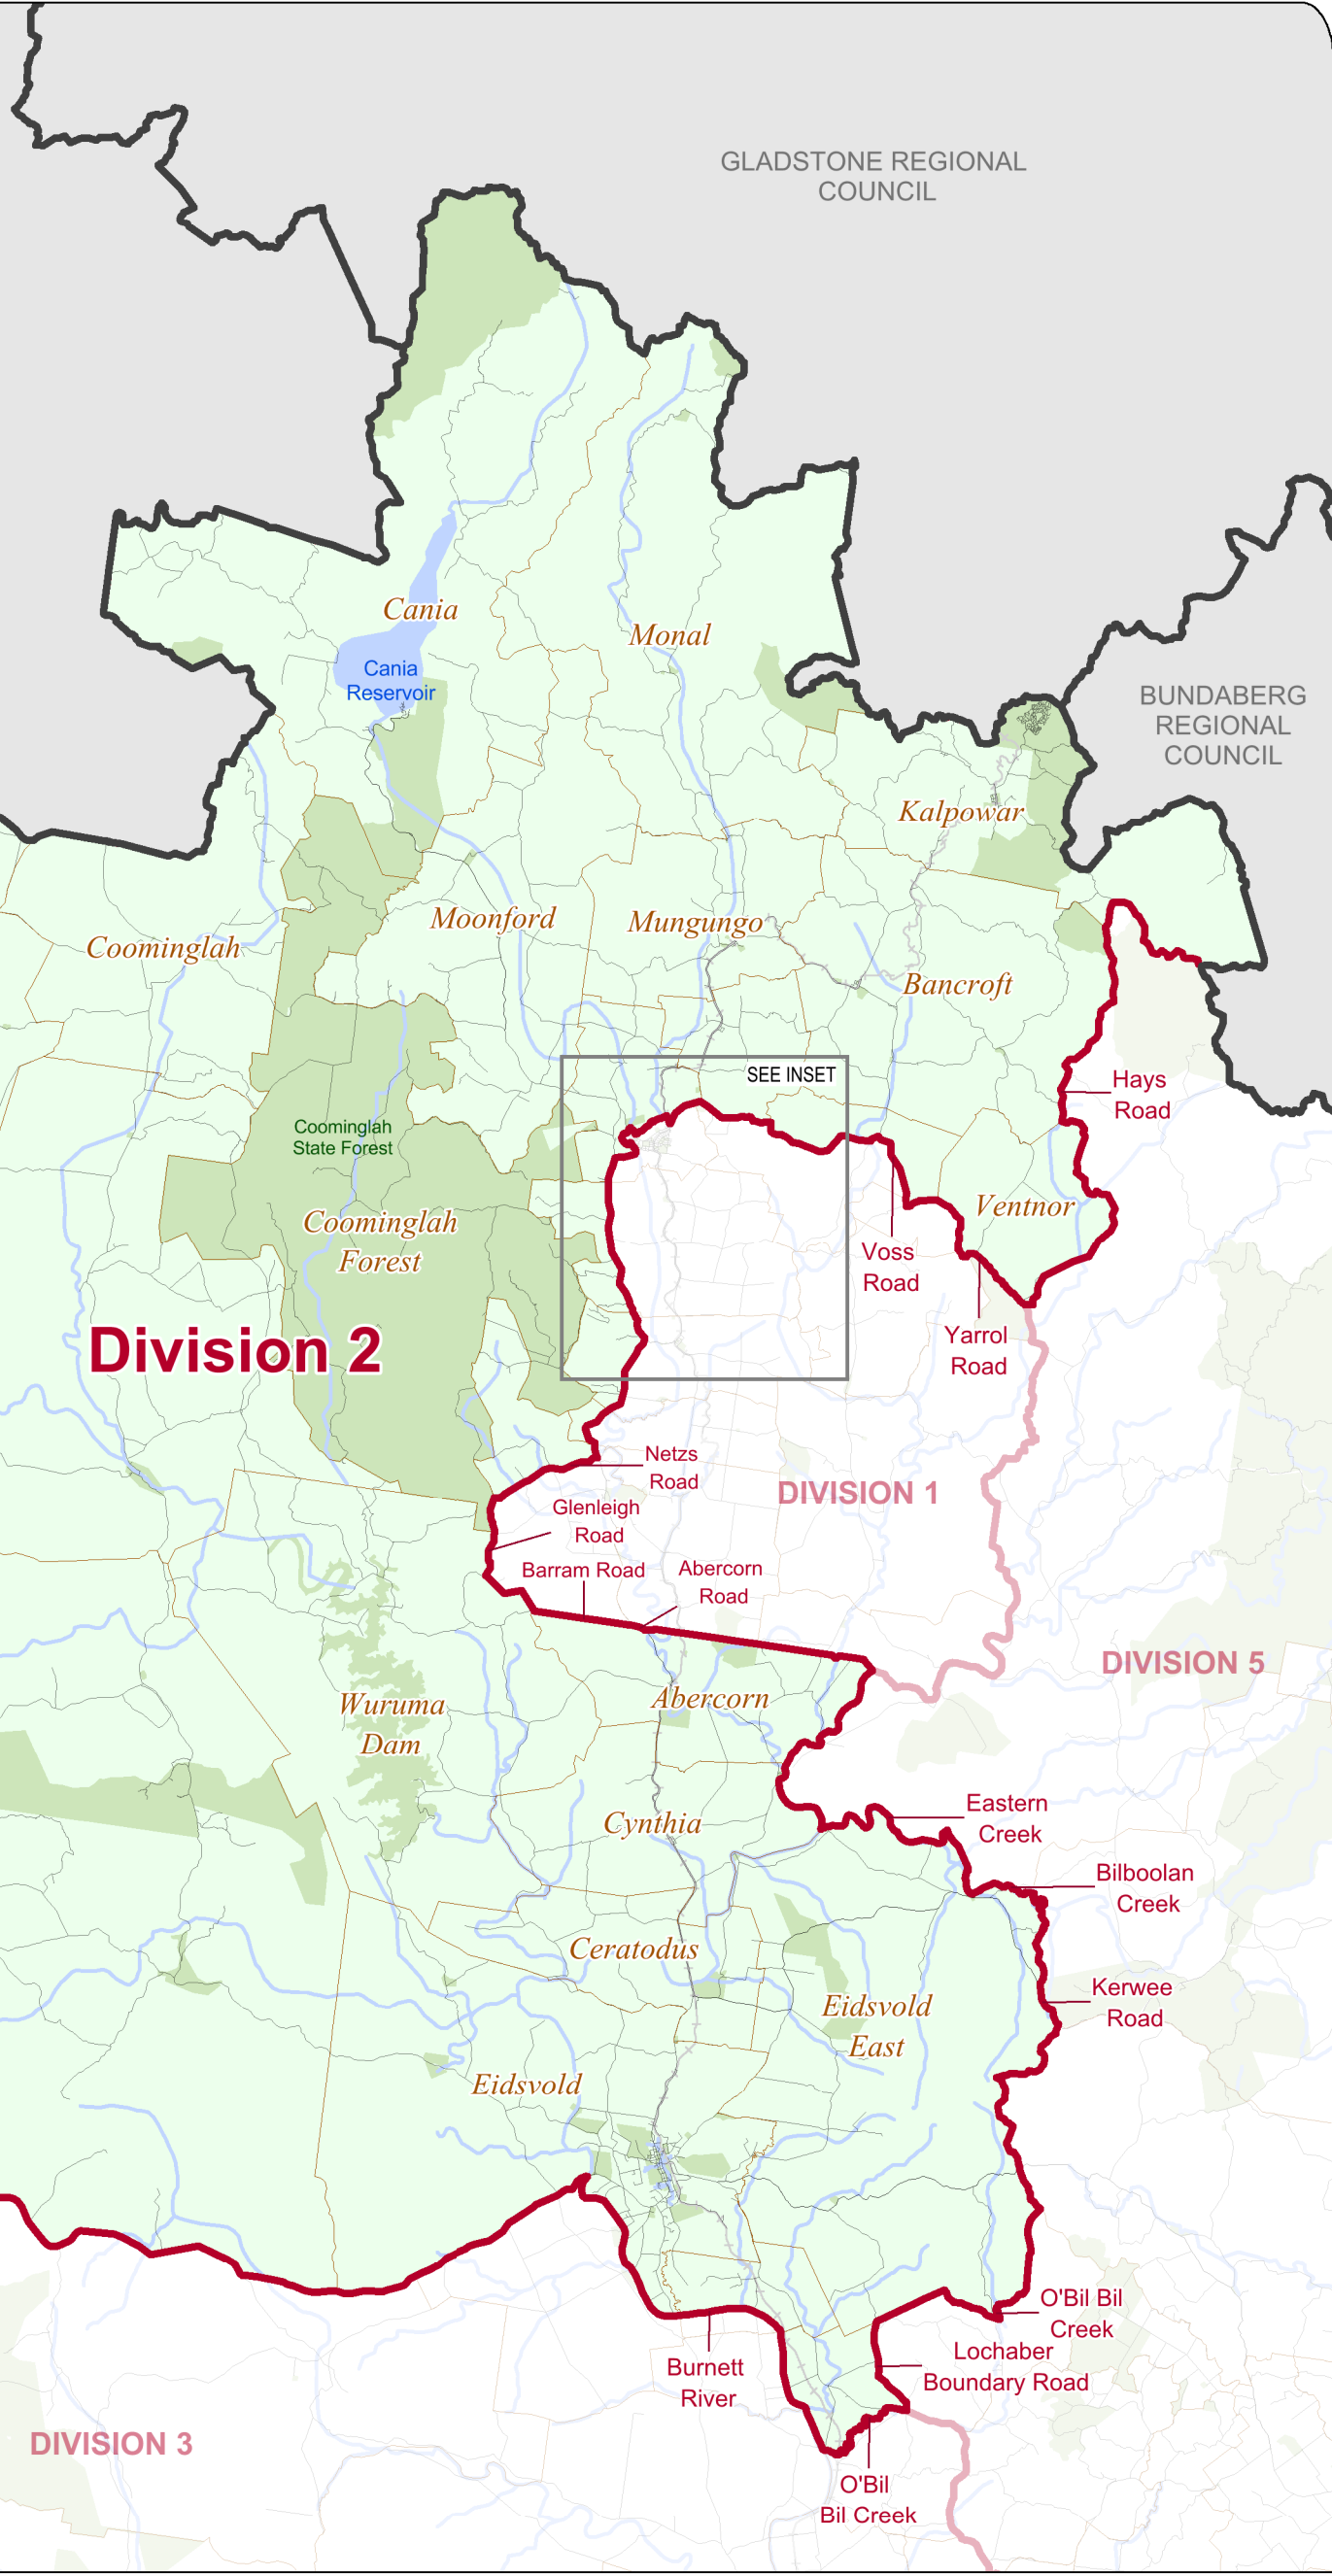 GLADSTONE REGIONAL
COUNCIL
Cania
Monal
Cania
Reservoir
BUNDABERG
REGIONAL
COUNCIL
Kalpowar
Moonford
Mungungo
Coominglah
Bancroft
SEE INSET
Hays
Road
Coominglah
State Forest
Ventnor
Coominglah
Forest
Voss
Road
Division 2
Yarrol
Road
Netzs
Road
DIVISION 1
Glenleigh
Road
Barram Road
Abercorn
Road
DIVISION 5
Abercorn
Wuruma
Dam
Eastern
Creek
Cynthia
Bilboolan
Creek
Ceratodus
Kerwee
Road
Eidsvold
East
Eidsvold
O'Bil Bil
Creek
Lochaber
Boundary Road
Burnett
River
DIVISION 3
O'Bil
Bil Creek